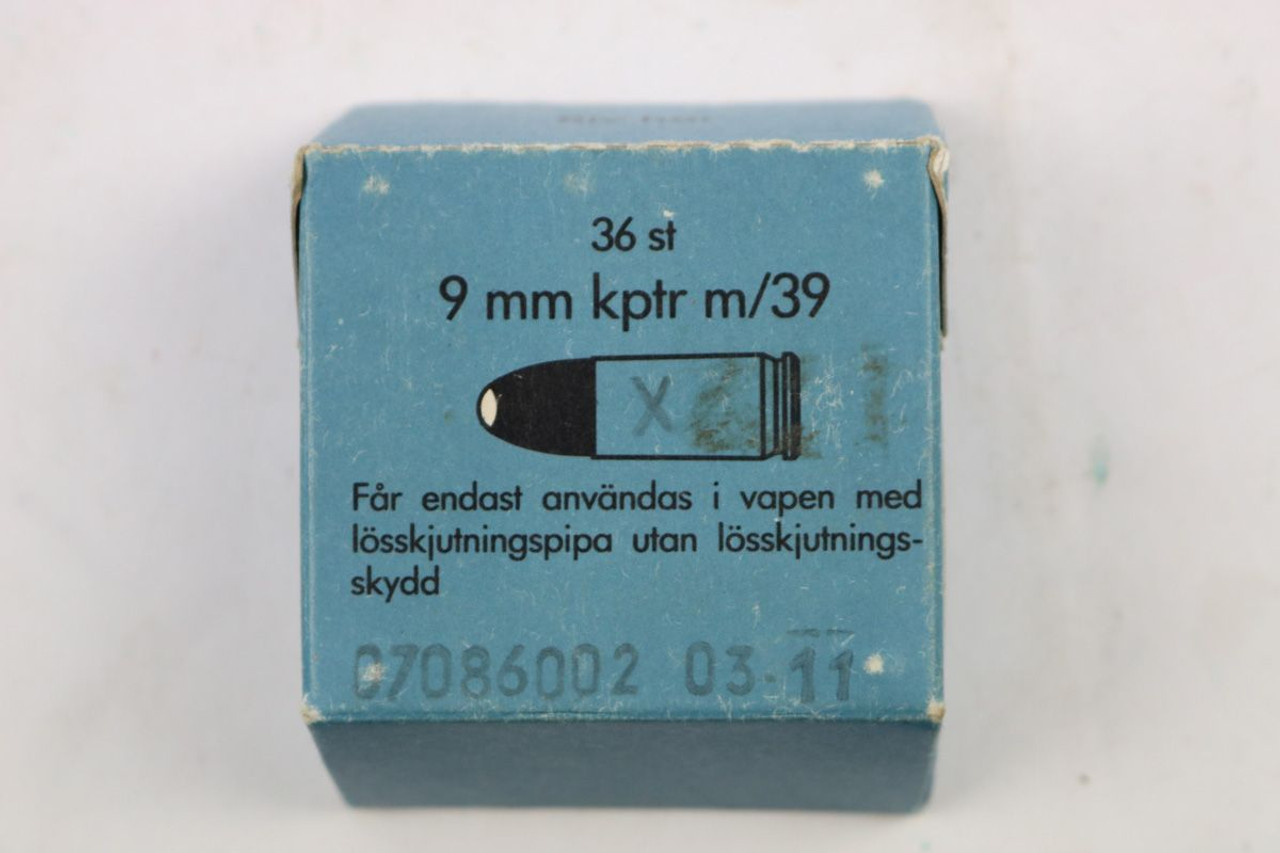 36 st
9 mm kptr m/39
X
Får endast användas i vapen med
lösskjutningspipa utan lösskjutnings-
skydd
07086002 03.11